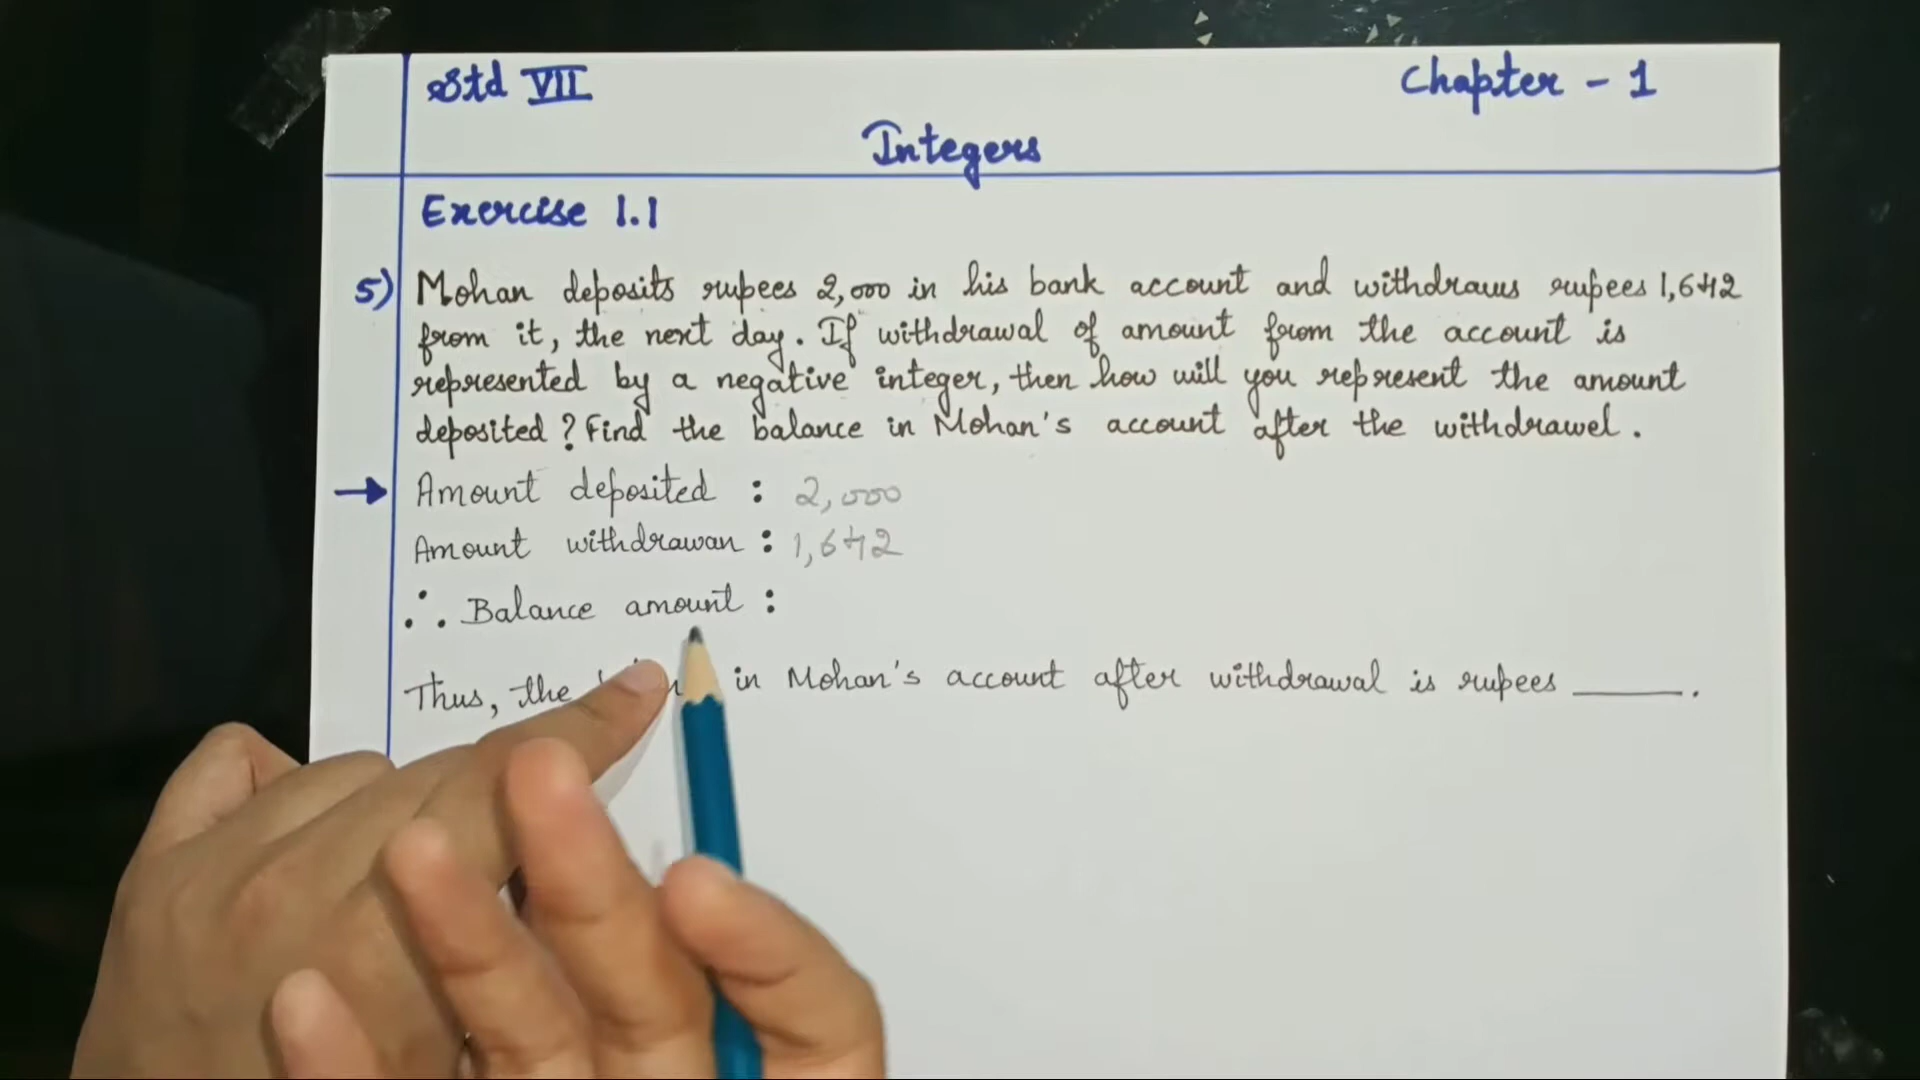 Std VII
Chapter - 1
Integers
Exercise 1.1
5) Mohan deposits rupees 2,000 in his bank account and withdraws rupees 1,642
from it, the next day. If withdrawal of amount from the account is
represented by a negative integer, then how will you represent the amount
deposited? Find the balance in Mohan's account after the withdrawel.
→ Amount deposited : 2,000
Amount withdrawan : 1,642
∴ Balance amount :
Thus, the in Mohan's account after withdrawal is rupees ______.